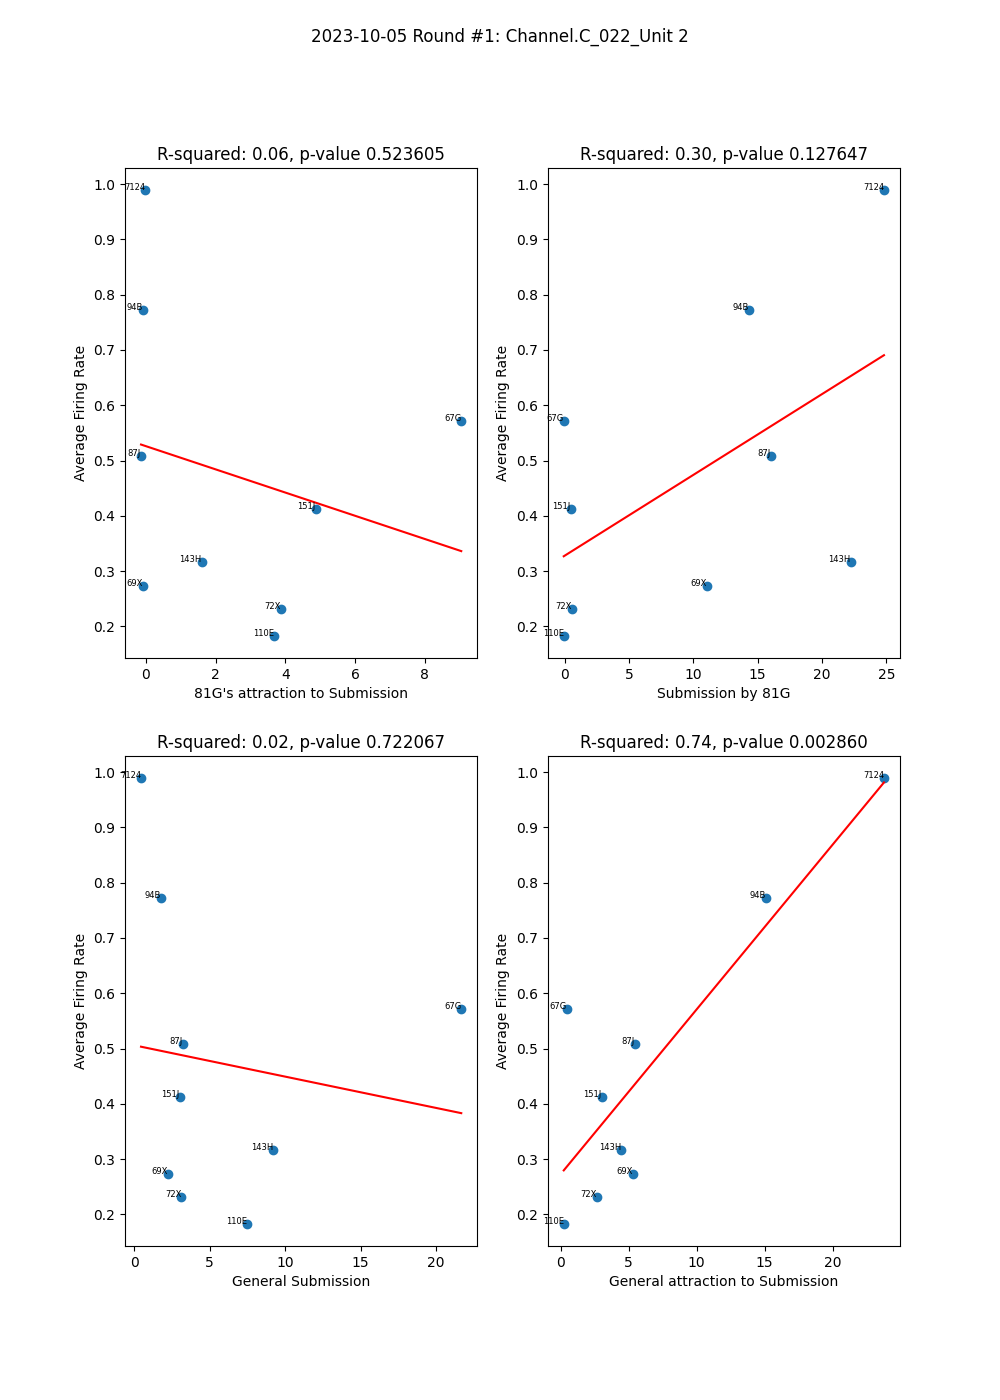 2023-10-05 Round #1: Channel.C_022_Unit 2
R-squared: 0.06, p-value 0.523605
Average Firing Rate
1.0
0.9
0.8
0.7
0.6
0.5
0.4
0.3
0.2
7124
94B
67G
87J
151J
143H
69X
72X
110E
0 2 4 6 8
81G's attraction to Submission
R-squared: 0.30, p-value 0.127647
Average Firing Rate
1.0
0.9
0.8
0.7
0.6
0.5
0.4
0.3
0.2
7124
94B
67G
87J
151J
143H
69X
72X
110E
0 5 10 15 20 25
Submission by 81G
R-squared: 0.02, p-value 0.722067
Average Firing Rate
1.0
0.9
0.8
0.7
0.6
0.5
0.4
0.3
0.2
7124
94B
67G
87J
151J
143H
69X
72X
110E
0 5 10 15 20
General Submission
R-squared: 0.74, p-value 0.002860
Average Firing Rate
1.0
0.9
0.8
0.7
0.6
0.5
0.4
0.3
0.2
7124
94B
67G
87J
151J
143H
69X
72X
110E
0 5 10 15 20
General attraction to Submission